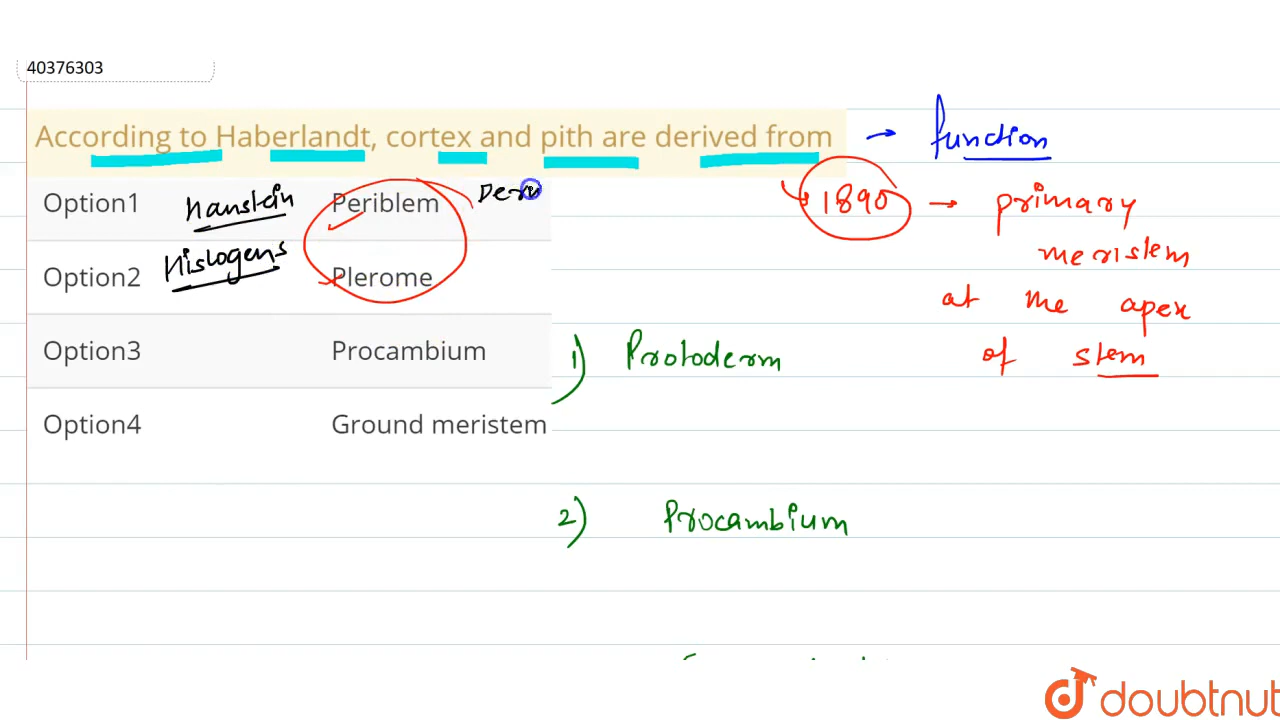 40376303
According to Haberlandt, cortex and pith are derived from → function
Option1 Hanstein Periblem Derm 1890 → primary
meristem
Option2 Histogens Plerome
at the apex
Option3 Procambium 1) Protoderm of stem
Option4 Ground meristem
2) Procambium
doubtnut